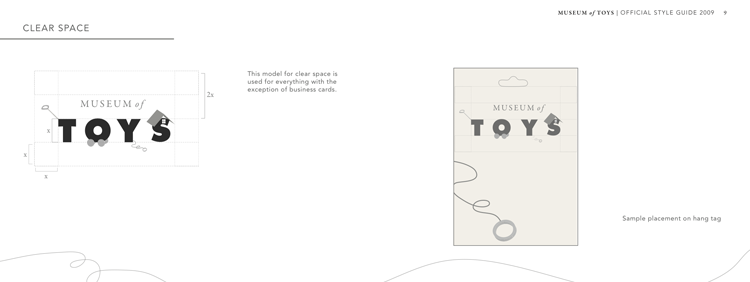 MUSEUM of TOYS | OFFICIAL STYLE GUIDE 2009 9
CLEAR SPACE
MUSEUM of
TOYS
2x
x
x
x
This model for clear space is
used for everything with the
exception of business cards.
MUSEUM of
TOYS
Sample placement on hang tag